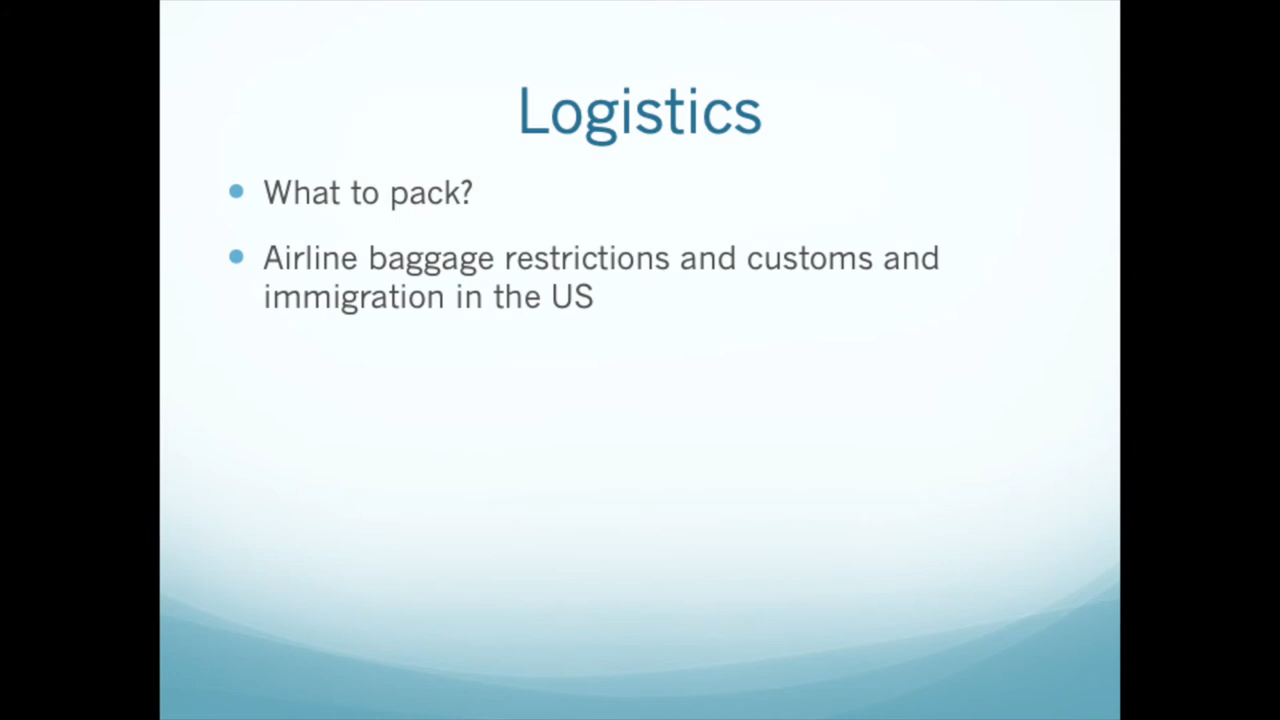 Logistics
What to pack?
Airline baggage restrictions and customs and
immigration in the US